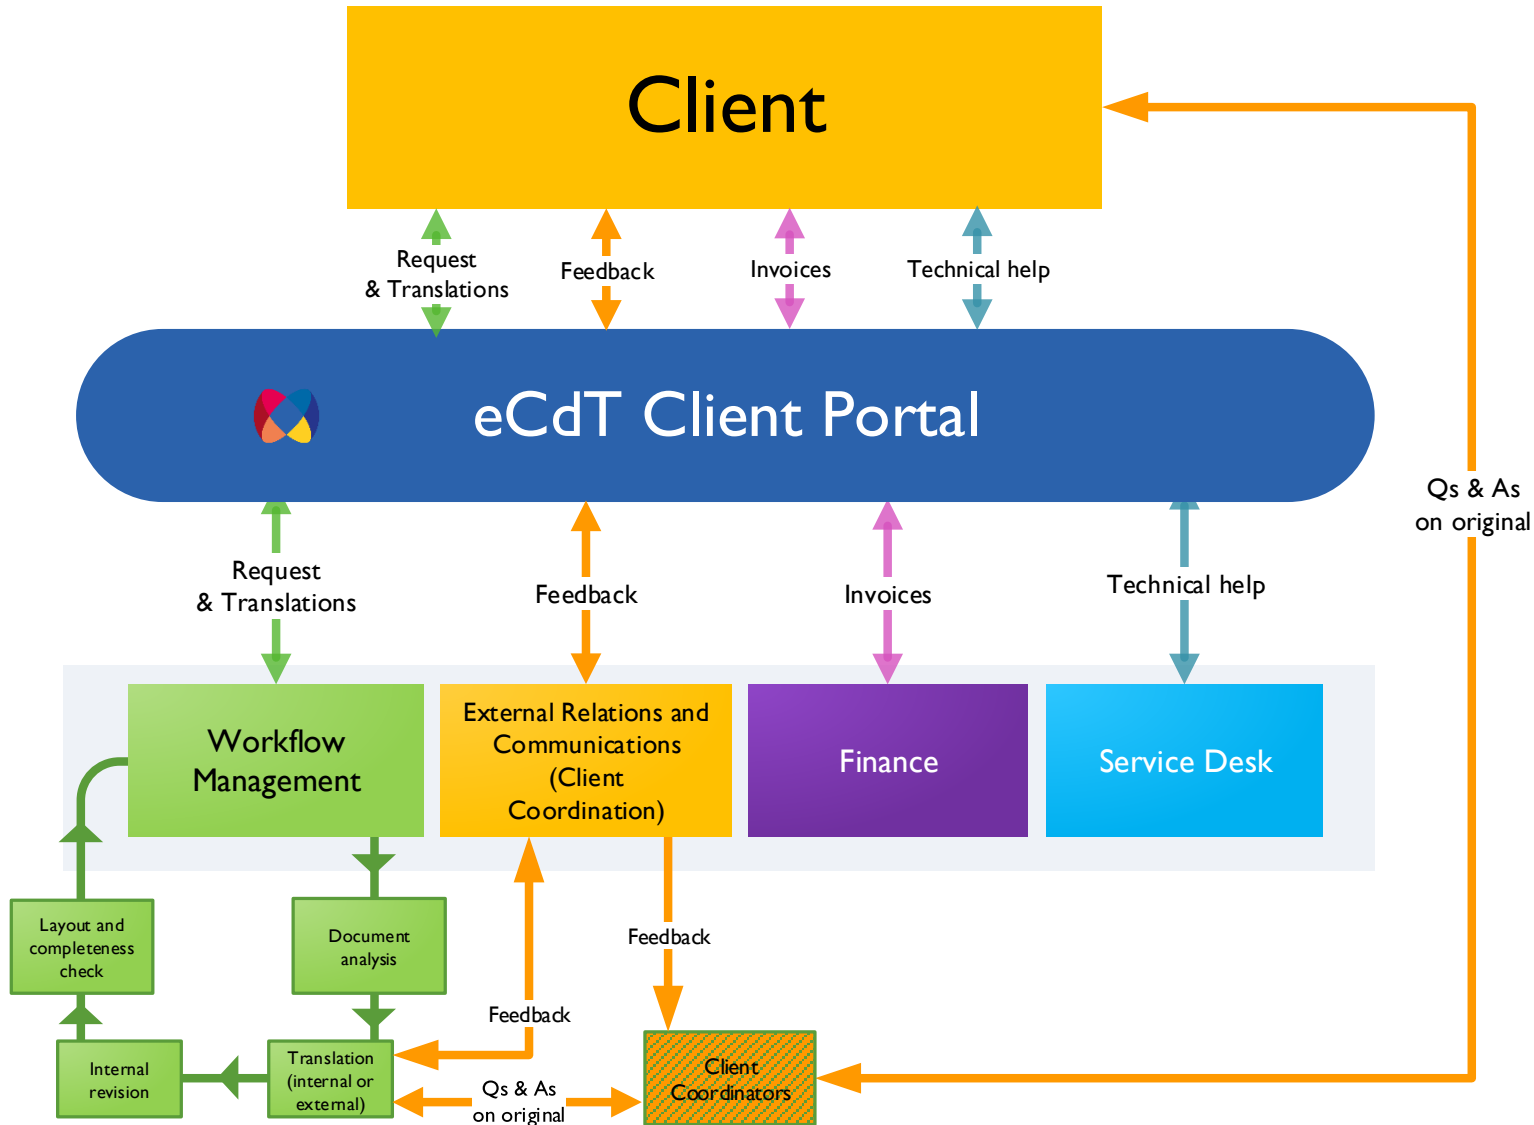 Client
Request
& Translations
Feedback
Invoices
Technical help
eCdT Client Portal
Qs & As
on original
Request
& Translations
Feedback
Invoices
Technical help
Workflow
Management
External Relations and
Communications
(Client
Coordination)
Finance
Service Desk
Layout and
completeness
check
Document
analysis
Feedback
Feedback
Internal
revision
Translation
(internal or
external)
Qs & As
on original
Client
Coordinators